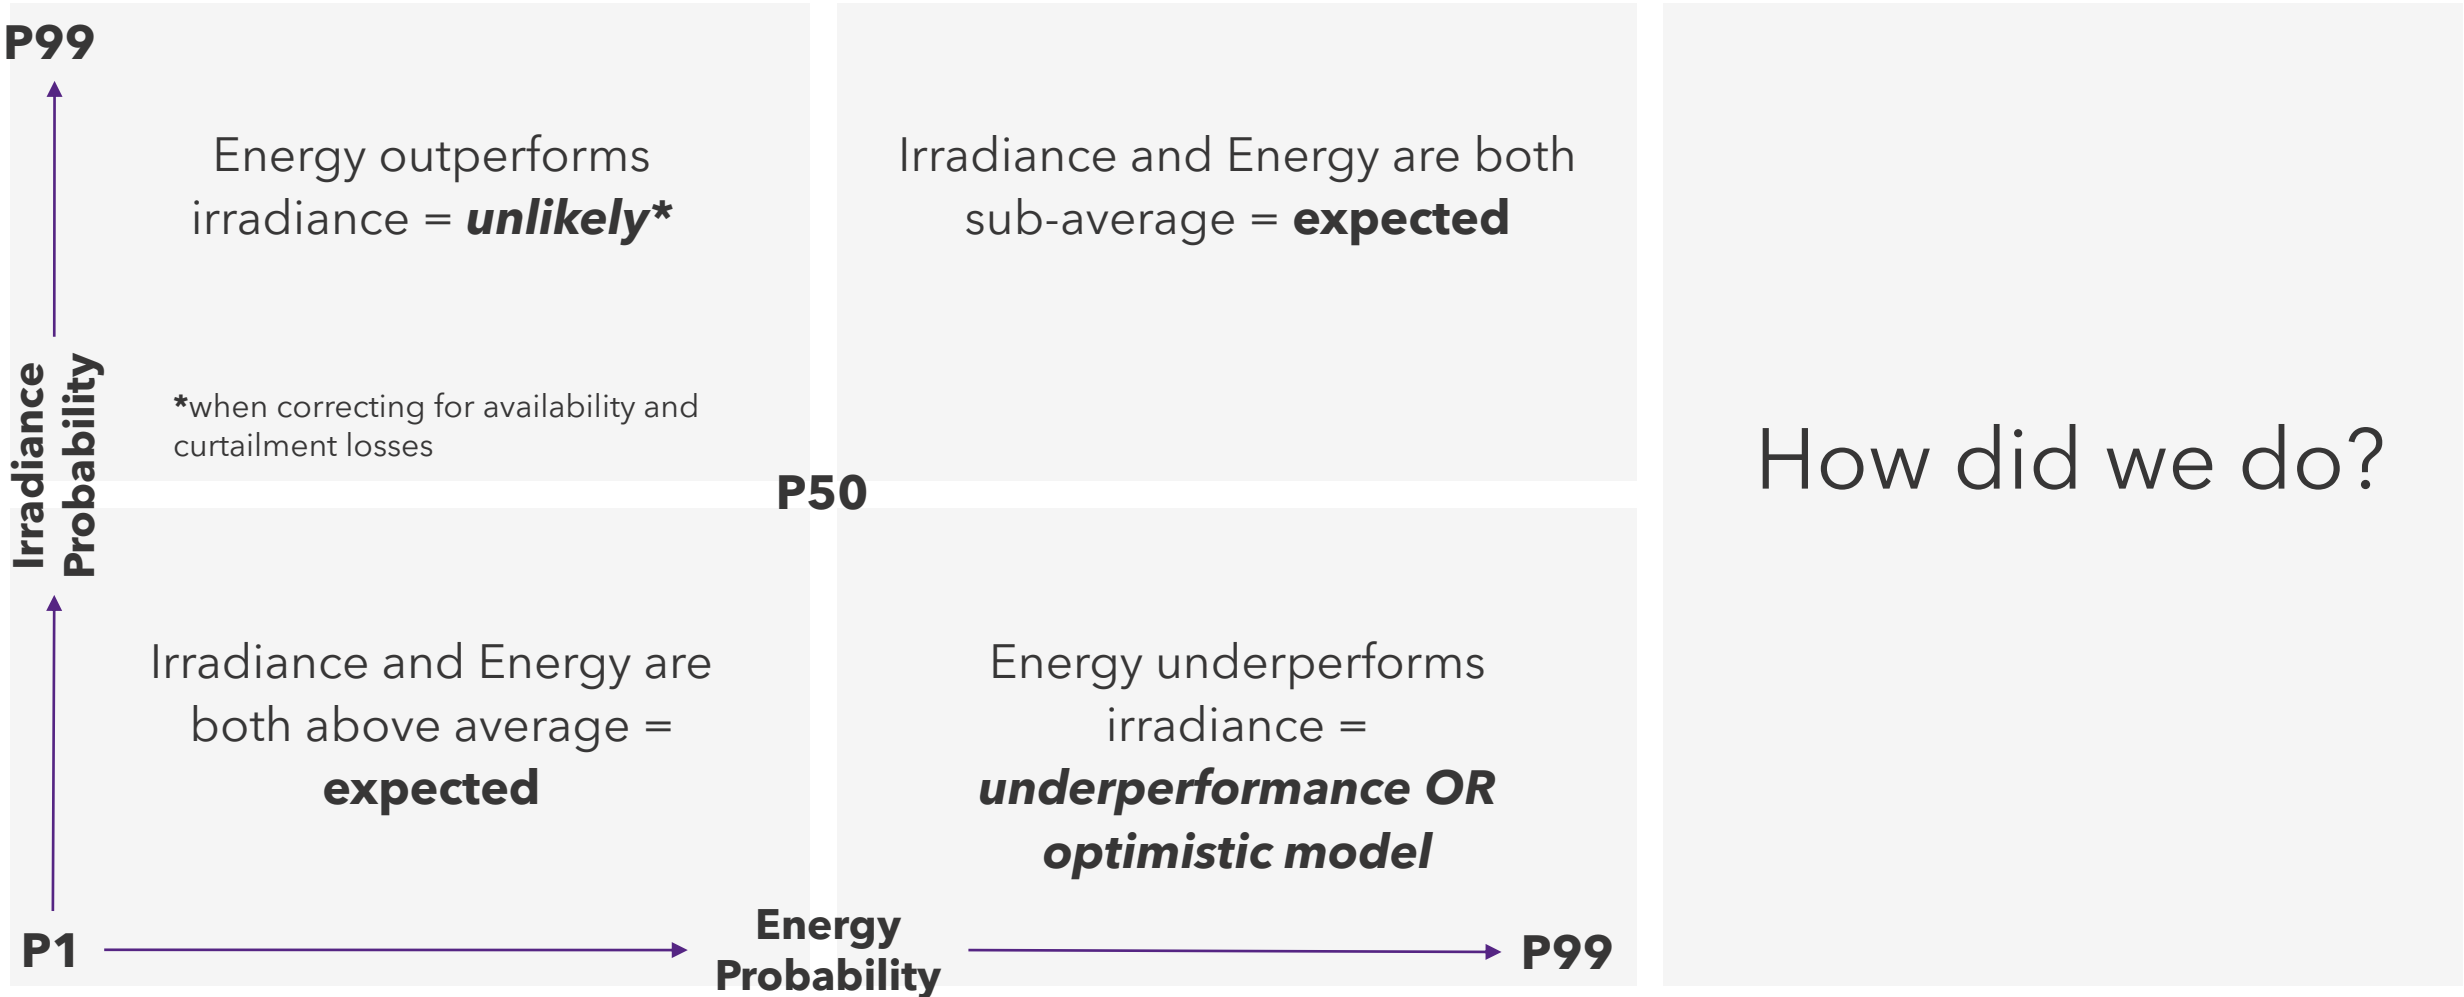 P99
Energy outperforms
irradiance = unlikely*
*when correcting for availability and
curtailment losses
Irradiance and Energy are both
sub-average = expected
How did we do?
Irradiance
Probability
P50
Irradiance and Energy are
both above average =
expected
Energy underperforms
irradiance =
underperformance OR
optimistic model
P1
Energy
Probability
P99